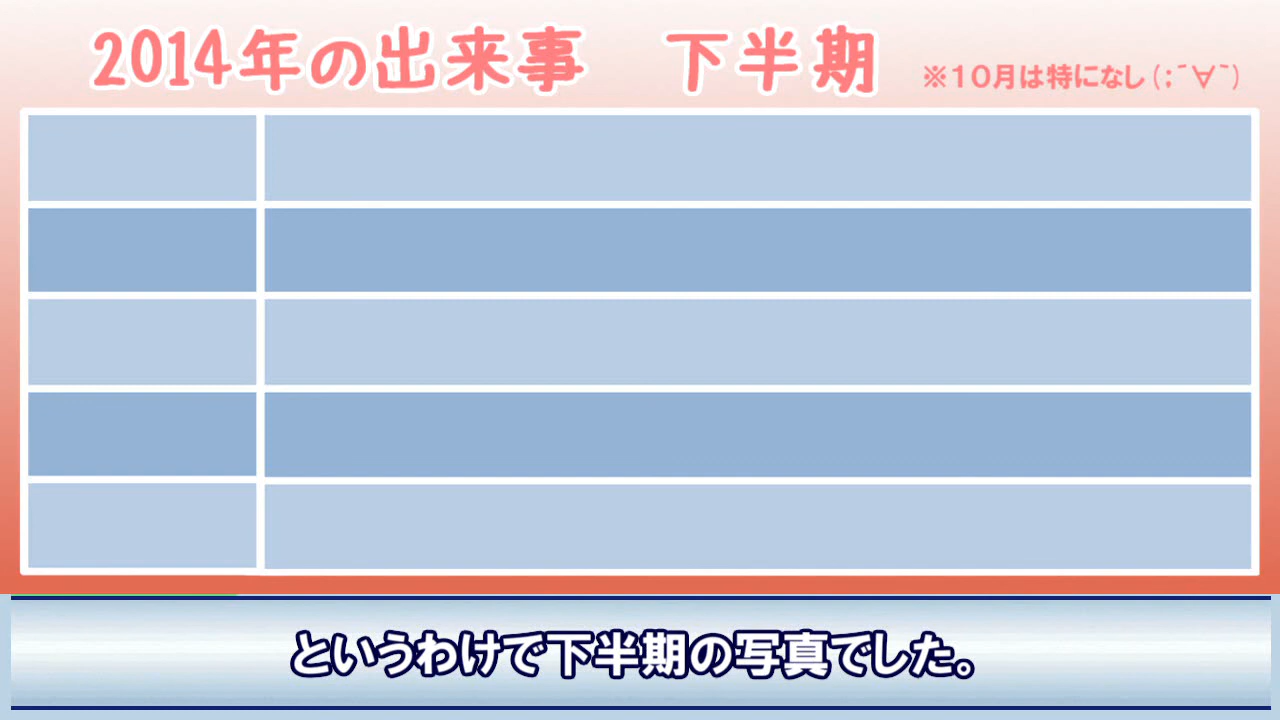 2014年の出来事　下半期
※１０月は特になし(；´∀｀)
というわけで下半期の写真でした。